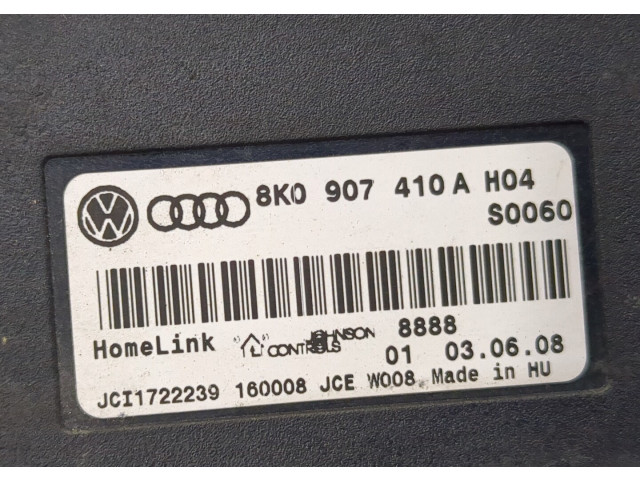 8K0 907 410 A H04
S0060
HomeLink JOHNSON CONTROLS 8888
01 03.06.08
JCI1722239 160008 JCE W008 Made in HU